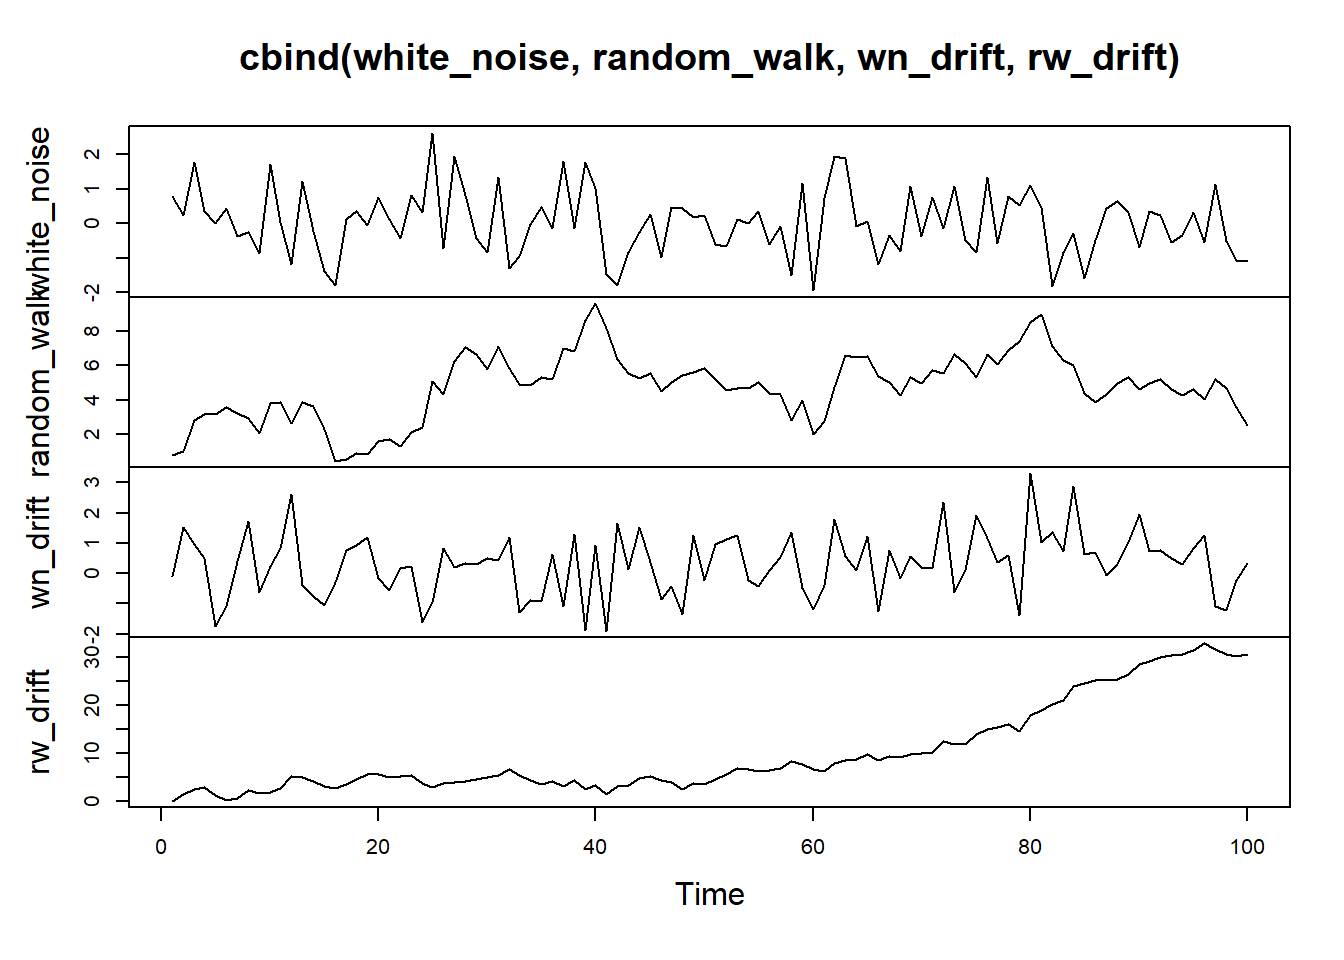 cbind(white_noise, random_walk, wn_drift, rw_drift)
white_noise
2
1
0
-2
random_walk
8
6
4
2
wn_drift
3
2
1
0
-2
rw_drift
30
20
10
0
0 20 40 60 80 100
Time